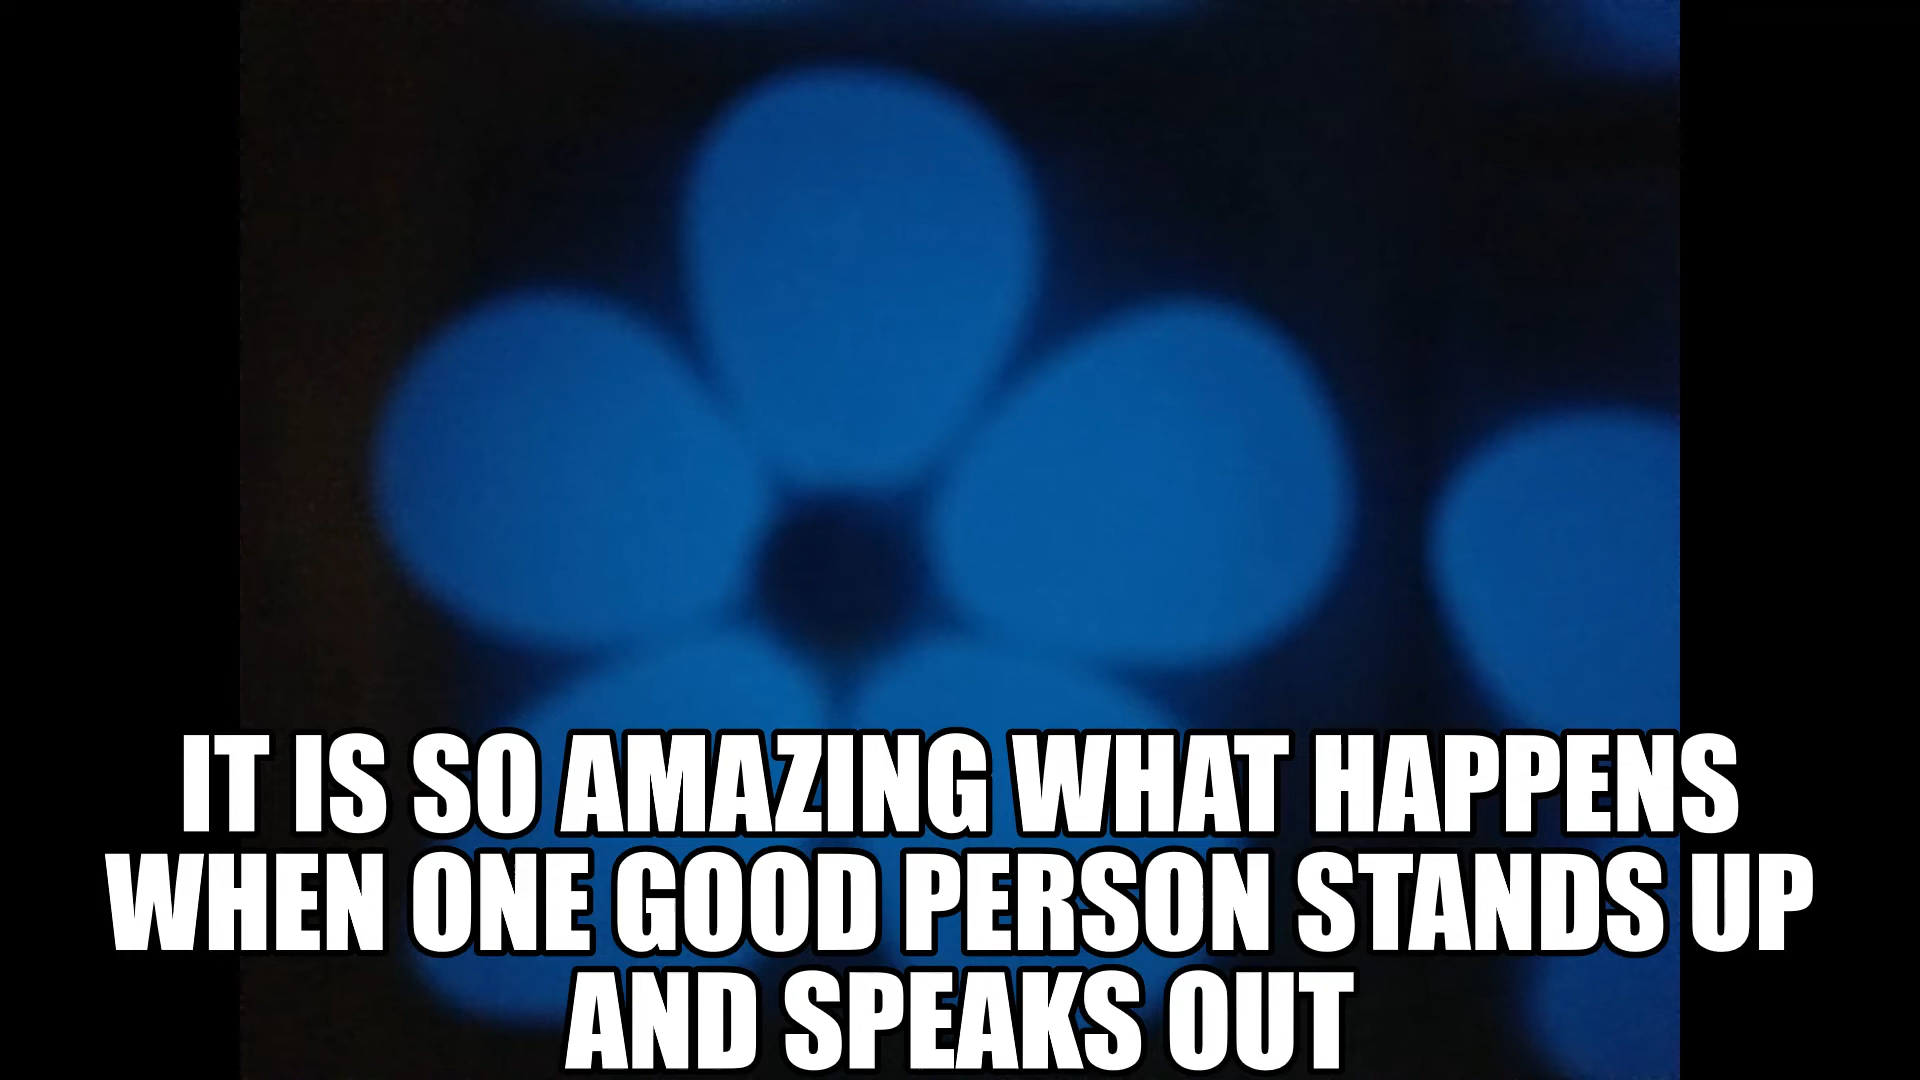 IT IS SO AMAZING WHAT HAPPENS
WHEN ONE GOOD PERSON STANDS UP
AND SPEAKS OUT